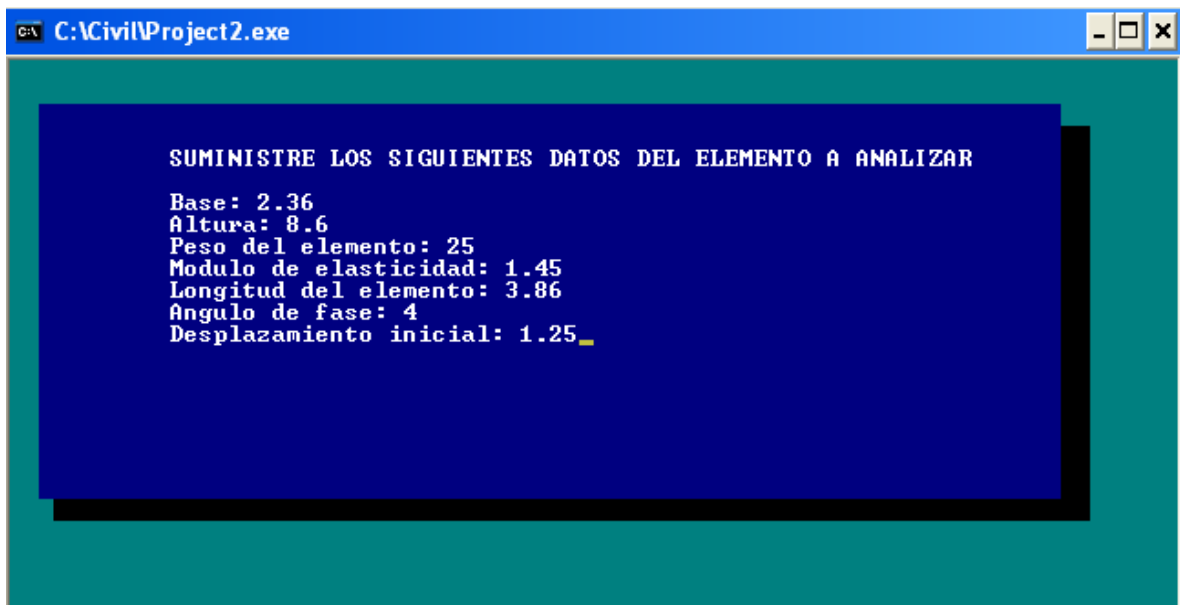 C:\Civil\Project2.exe
SUMINISTRE LOS SIGUIENTES DATOS DEL ELEMENTO A ANALIZAR
Base: 2.36
Altura: 8.6
Peso del elemento: 25
Modulo de elasticidad: 1.45
Longitud del elemento: 3.86
Angulo de fase: 4
Desplazamiento inicial: 1.25_